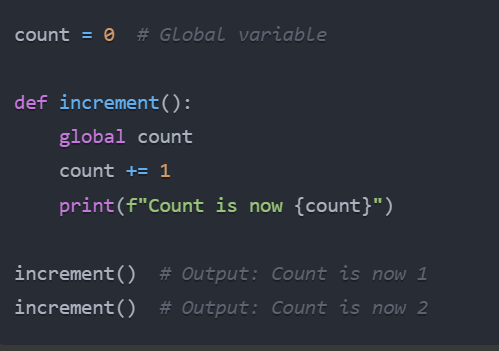 count = 0  # Global variable
def increment():
    global count
    count += 1
    print(f"Count is now {count}")
increment()  # Output: Count is now 1
increment()  # Output: Count is now 2